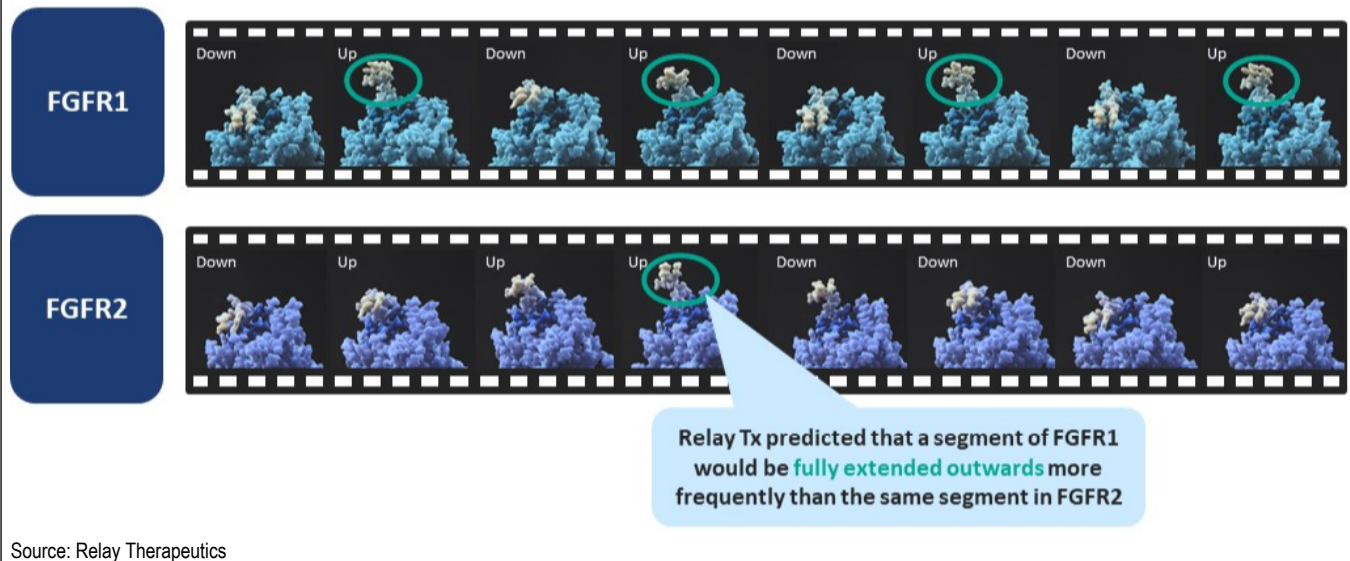 FGFR1
Down Up Down Up Down Up Down Up
FGFR2
Down Up Up Up Down Down Down Up
Relay Tx predicted that a segment of FGFR1
would be fully extended outwards more
frequently than the same segment in FGFR2
Source: Relay Therapeutics